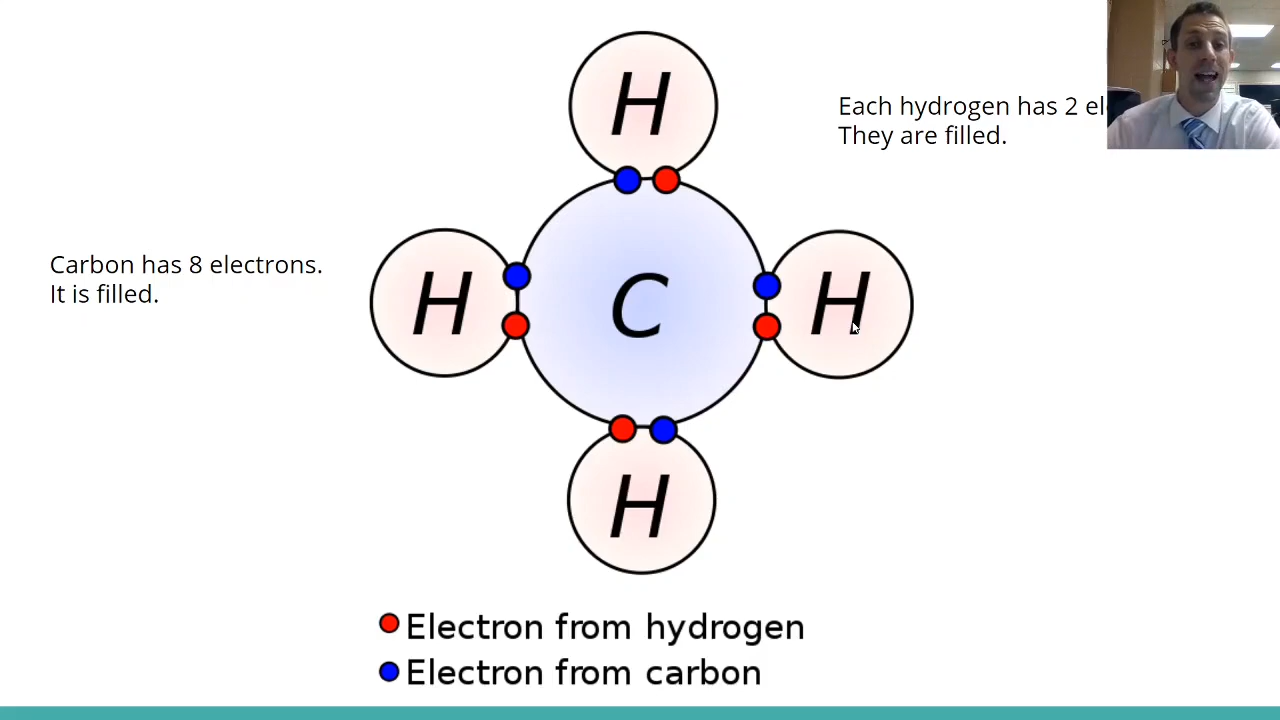 H
Each hydrogen has 2
They are filled.
Carbon has 8 electrons.
It is filled.
H
C
H
H
Electron from hydrogen
Electron from carbon